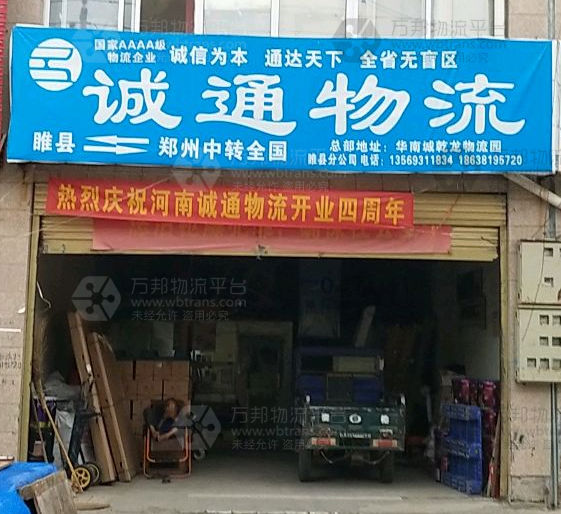 国家AAAA级
物流企业
诚信为本 通达天下 全省无盲区
诚通物流
睢县 郑州中转全国
总部地址:华南城乾龙物流园
睢县分公司电话:13569311834 18638195720
热烈庆祝河南诚通物流开业四周年
万邦物流平台
www.wbtrans.com
未经允许 盗用必究